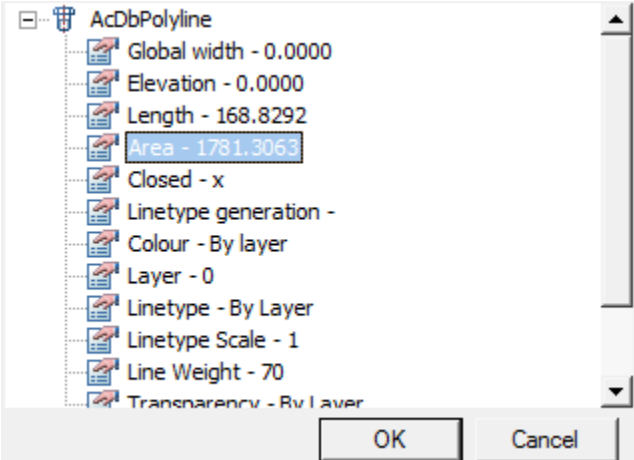 AcDbPolyline
Global width - 0.0000
Elevation - 0.0000
Length - 168.8292
Area - 1781.3063
Closed - x
Linetype generation -
Colour - By layer
Layer - 0
Linetype - By Layer
Linetype Scale - 1
Line Weight - 70
Transparency - By Layer
OK Cancel